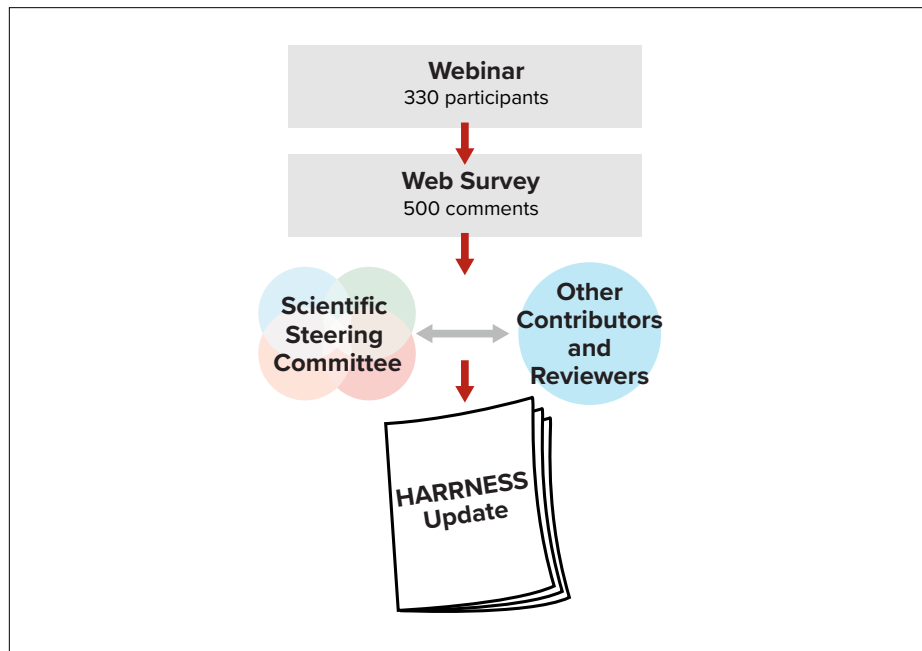 Webinar
330 participants
Web Survey
500 comments
Scientific
Steering
Committee
Other
Contributors
and
Reviewers
HARRNESS
Update